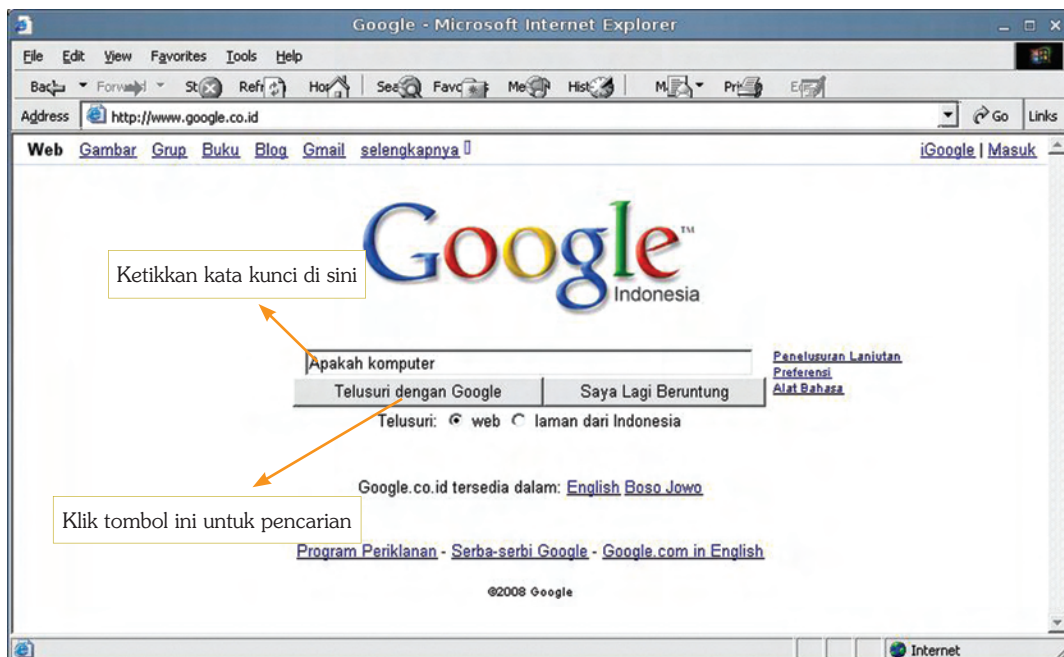 Google - Microsoft Internet Explorer
File Edit View Favorites Tools Help
Address http://www.google.co.id Go Links
Web Gambar Grup Buku Blog Gmail selengkapnya iGoogle | Masuk
Google™
Indonesia
Ketikkan kata kunci di sini
Apakah komputer
Penelusuran Lanjutan
Preferensi
Alat Bahasa
Telusuri dengan Google Saya Lagi Beruntung
Telusuri: web laman dari Indonesia
Google.co.id tersedia dalam: English Boso Jowo
Klik tombol ini untuk pencarian
Program Periklanan - Serba-serbi Google - Google.com in English
©2008 Google
Internet